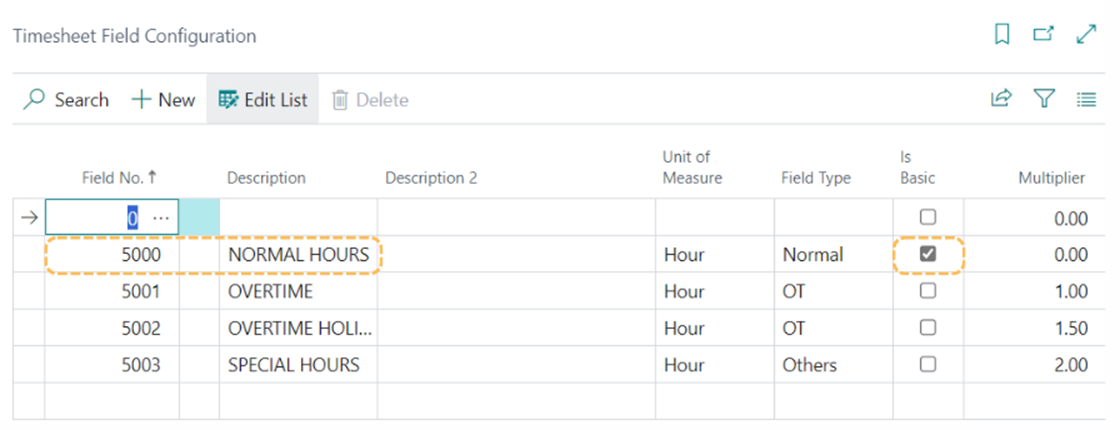 Timesheet Field Configuration
Search New Edit List Delete
Field No.↑ Description Description 2 Unit of Measure Field Type Is Basic Multiplier
0 ... 0.00
5000 NORMAL HOURS Hour Normal 0.00
5001 OVERTIME Hour OT 1.00
5002 OVERTIME HOLI... Hour OT 1.50
5003 SPECIAL HOURS Hour Others 2.00